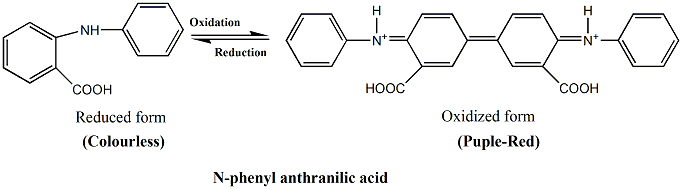 H H
NH Oxidation
N+ N+
Reduction
COOH
HOOC COOH
Reduced form Oxidized form
(Colourless) (Puple-Red)
N-phenyl anthranilic acid